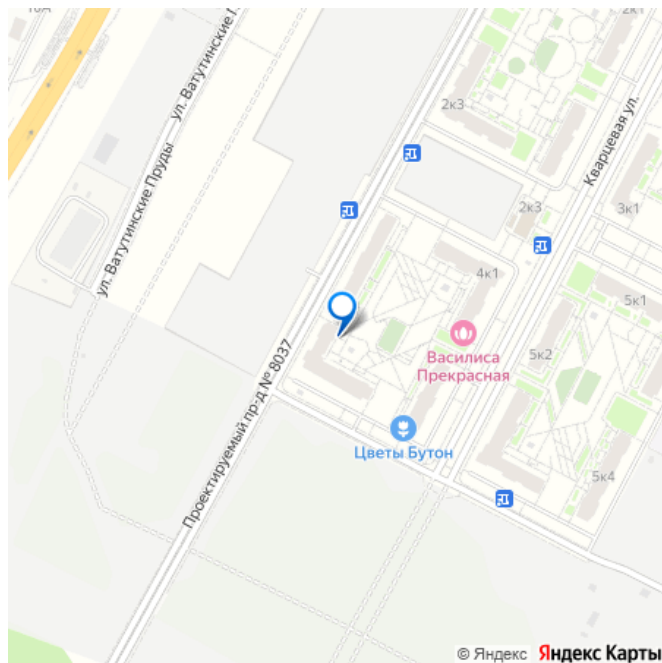 ул. Ватутинские Пруды
2к1
2к3
Кварцевая ул.
2к3
3к1
4к1
5к1
ул. Ватутинские Пруды
Василиса
Прекрасная
5к2
Проектируемый пр-д № 8037
Цветы Бутон
5к4
© Яндекс Яндекс Карты